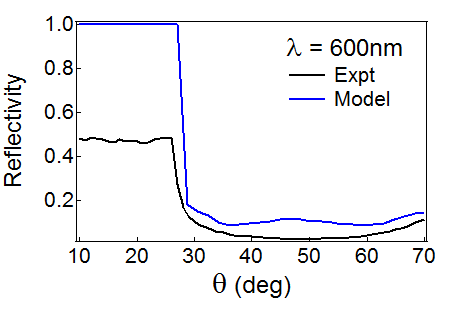 1.0
0.8
0.6
0.4
0.2
Reflectivity
λ = 600nm
Expt
Model
10 20 30 40 50 60 70
θ (deg)